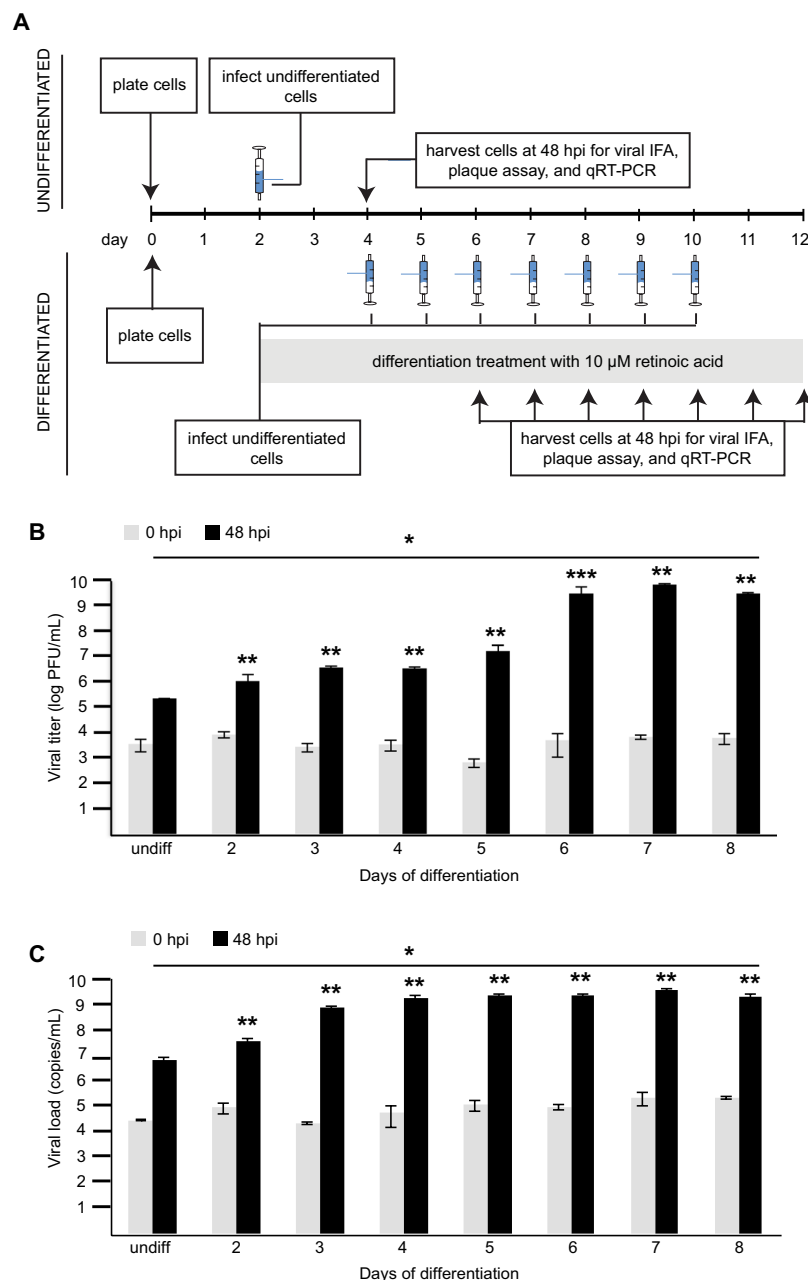 A
UNDIFFERENTIATED
plate cells
infect undifferentiated
cells
harvest cells at 48 hpi for viral IFA,
plaque assay, and qRT-PCR
day 0 1 2 3 4 5 6 7 8 9 10 11 12
DIFFERENTIATED
plate cells
differentiation treatment with 10 µM retinoic acid
infect undifferentiated
cells
harvest cells at 48 hpi for viral IFA,
plaque assay, and qRT-PCR
B
0 hpi 48 hpi
*
** ** ** ** *** ** **
Viral titer (log PFU/mL)
10
9
8
7
6
5
4
3
2
1
undiff 2 3 4 5 6 7 8
Days of differentiation
C
0 hpi 48 hpi
*
** ** ** ** ** ** **
Viral load (copies/mL)
10
9
8
7
6
5
4
3
2
1
undiff 2 3 4 5 6 7 8
Days of differentiation